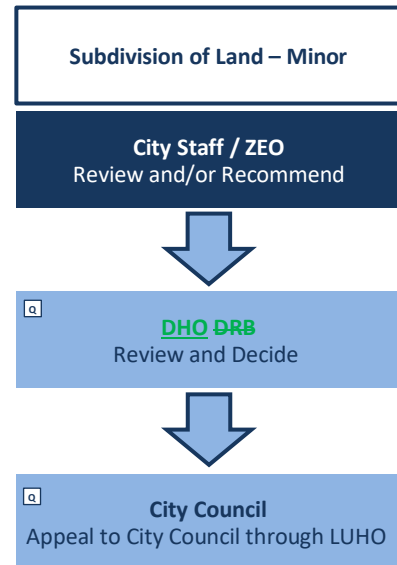 Subdivision of Land – Minor
City Staff / ZEO
Review and/or Recommend
Q
DHO DRB
Review and Decide
Q
City Council
Appeal to City Council through LUHO